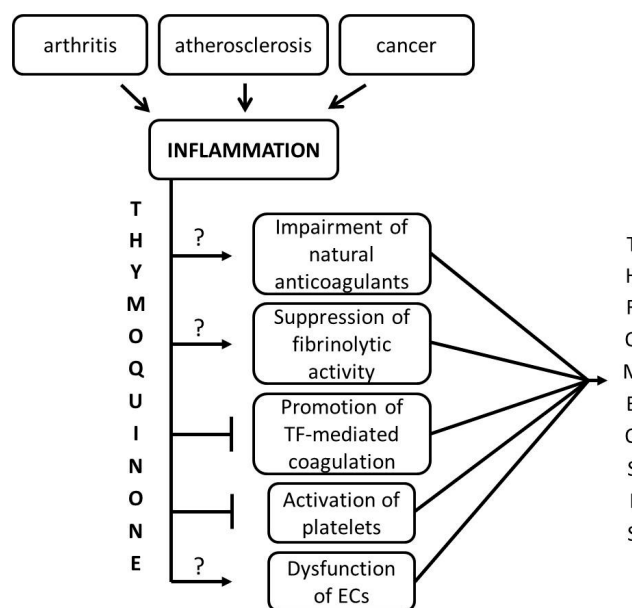 arthritis
atherosclerosis
cancer
INFLAMMATION
THYMOQUINONE
?
Impairment of
natural
anticoagulants
?
Suppression of
fibrinolytic
activity
Promotion of
TF-mediated
coagulation
Activation of
platelets
?
Dysfunction
of ECs